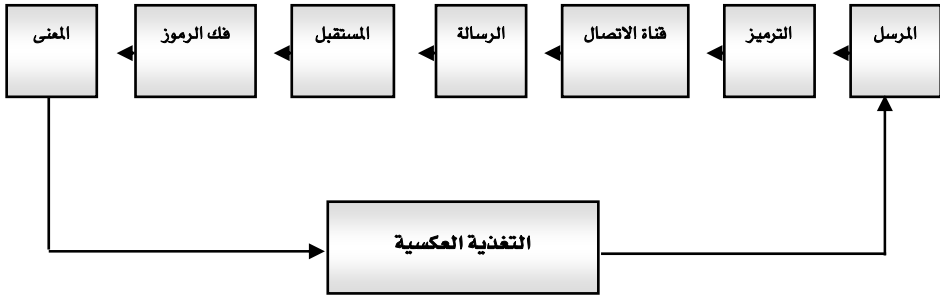 المرسل
الترميز
قناة الاتصال
الرسالة
المستقبل
فك الرموز
المعنى
التغذية العكسية